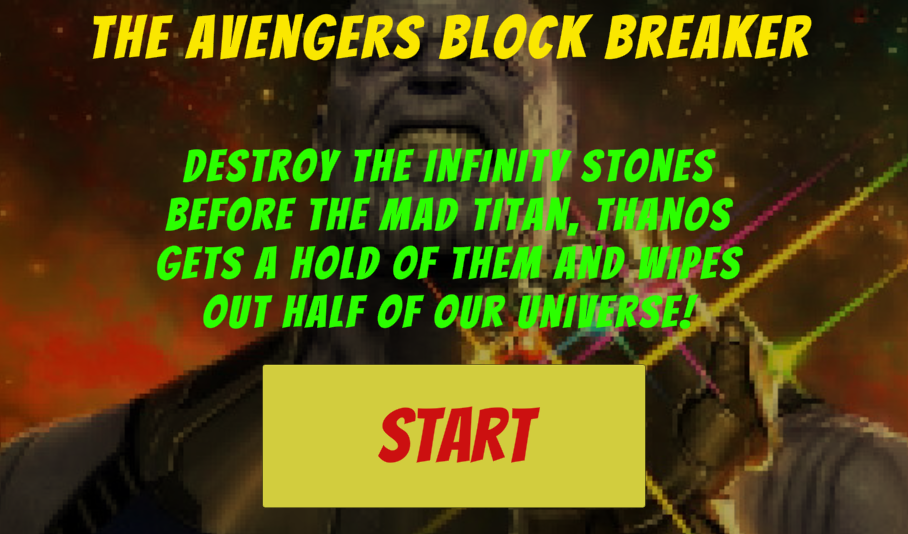 THE AVENGERS BLOCK BREAKER
DESTROY THE INFINITY STONES
BEFORE THE MAD TITAN, THANOS
GETS A HOLD OF THEM AND WIPES
OUT HALF OF OUR UNIVERSE!
START